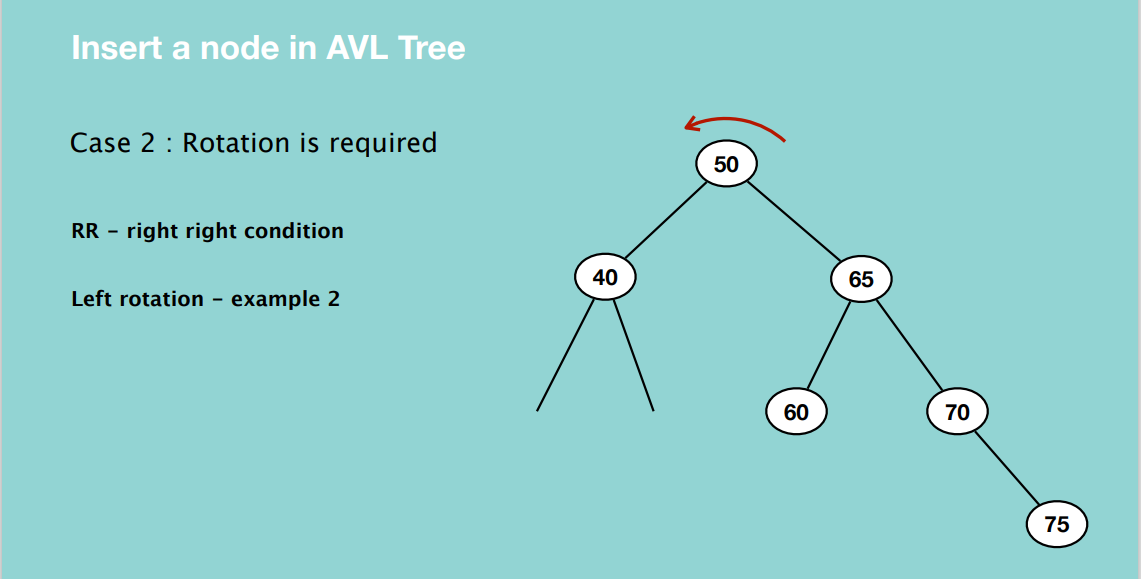 Insert a node in AVL Tree
Case 2 : Rotation is required
50
RR – right right condition
40
65
Left rotation – example 2
60
70
75